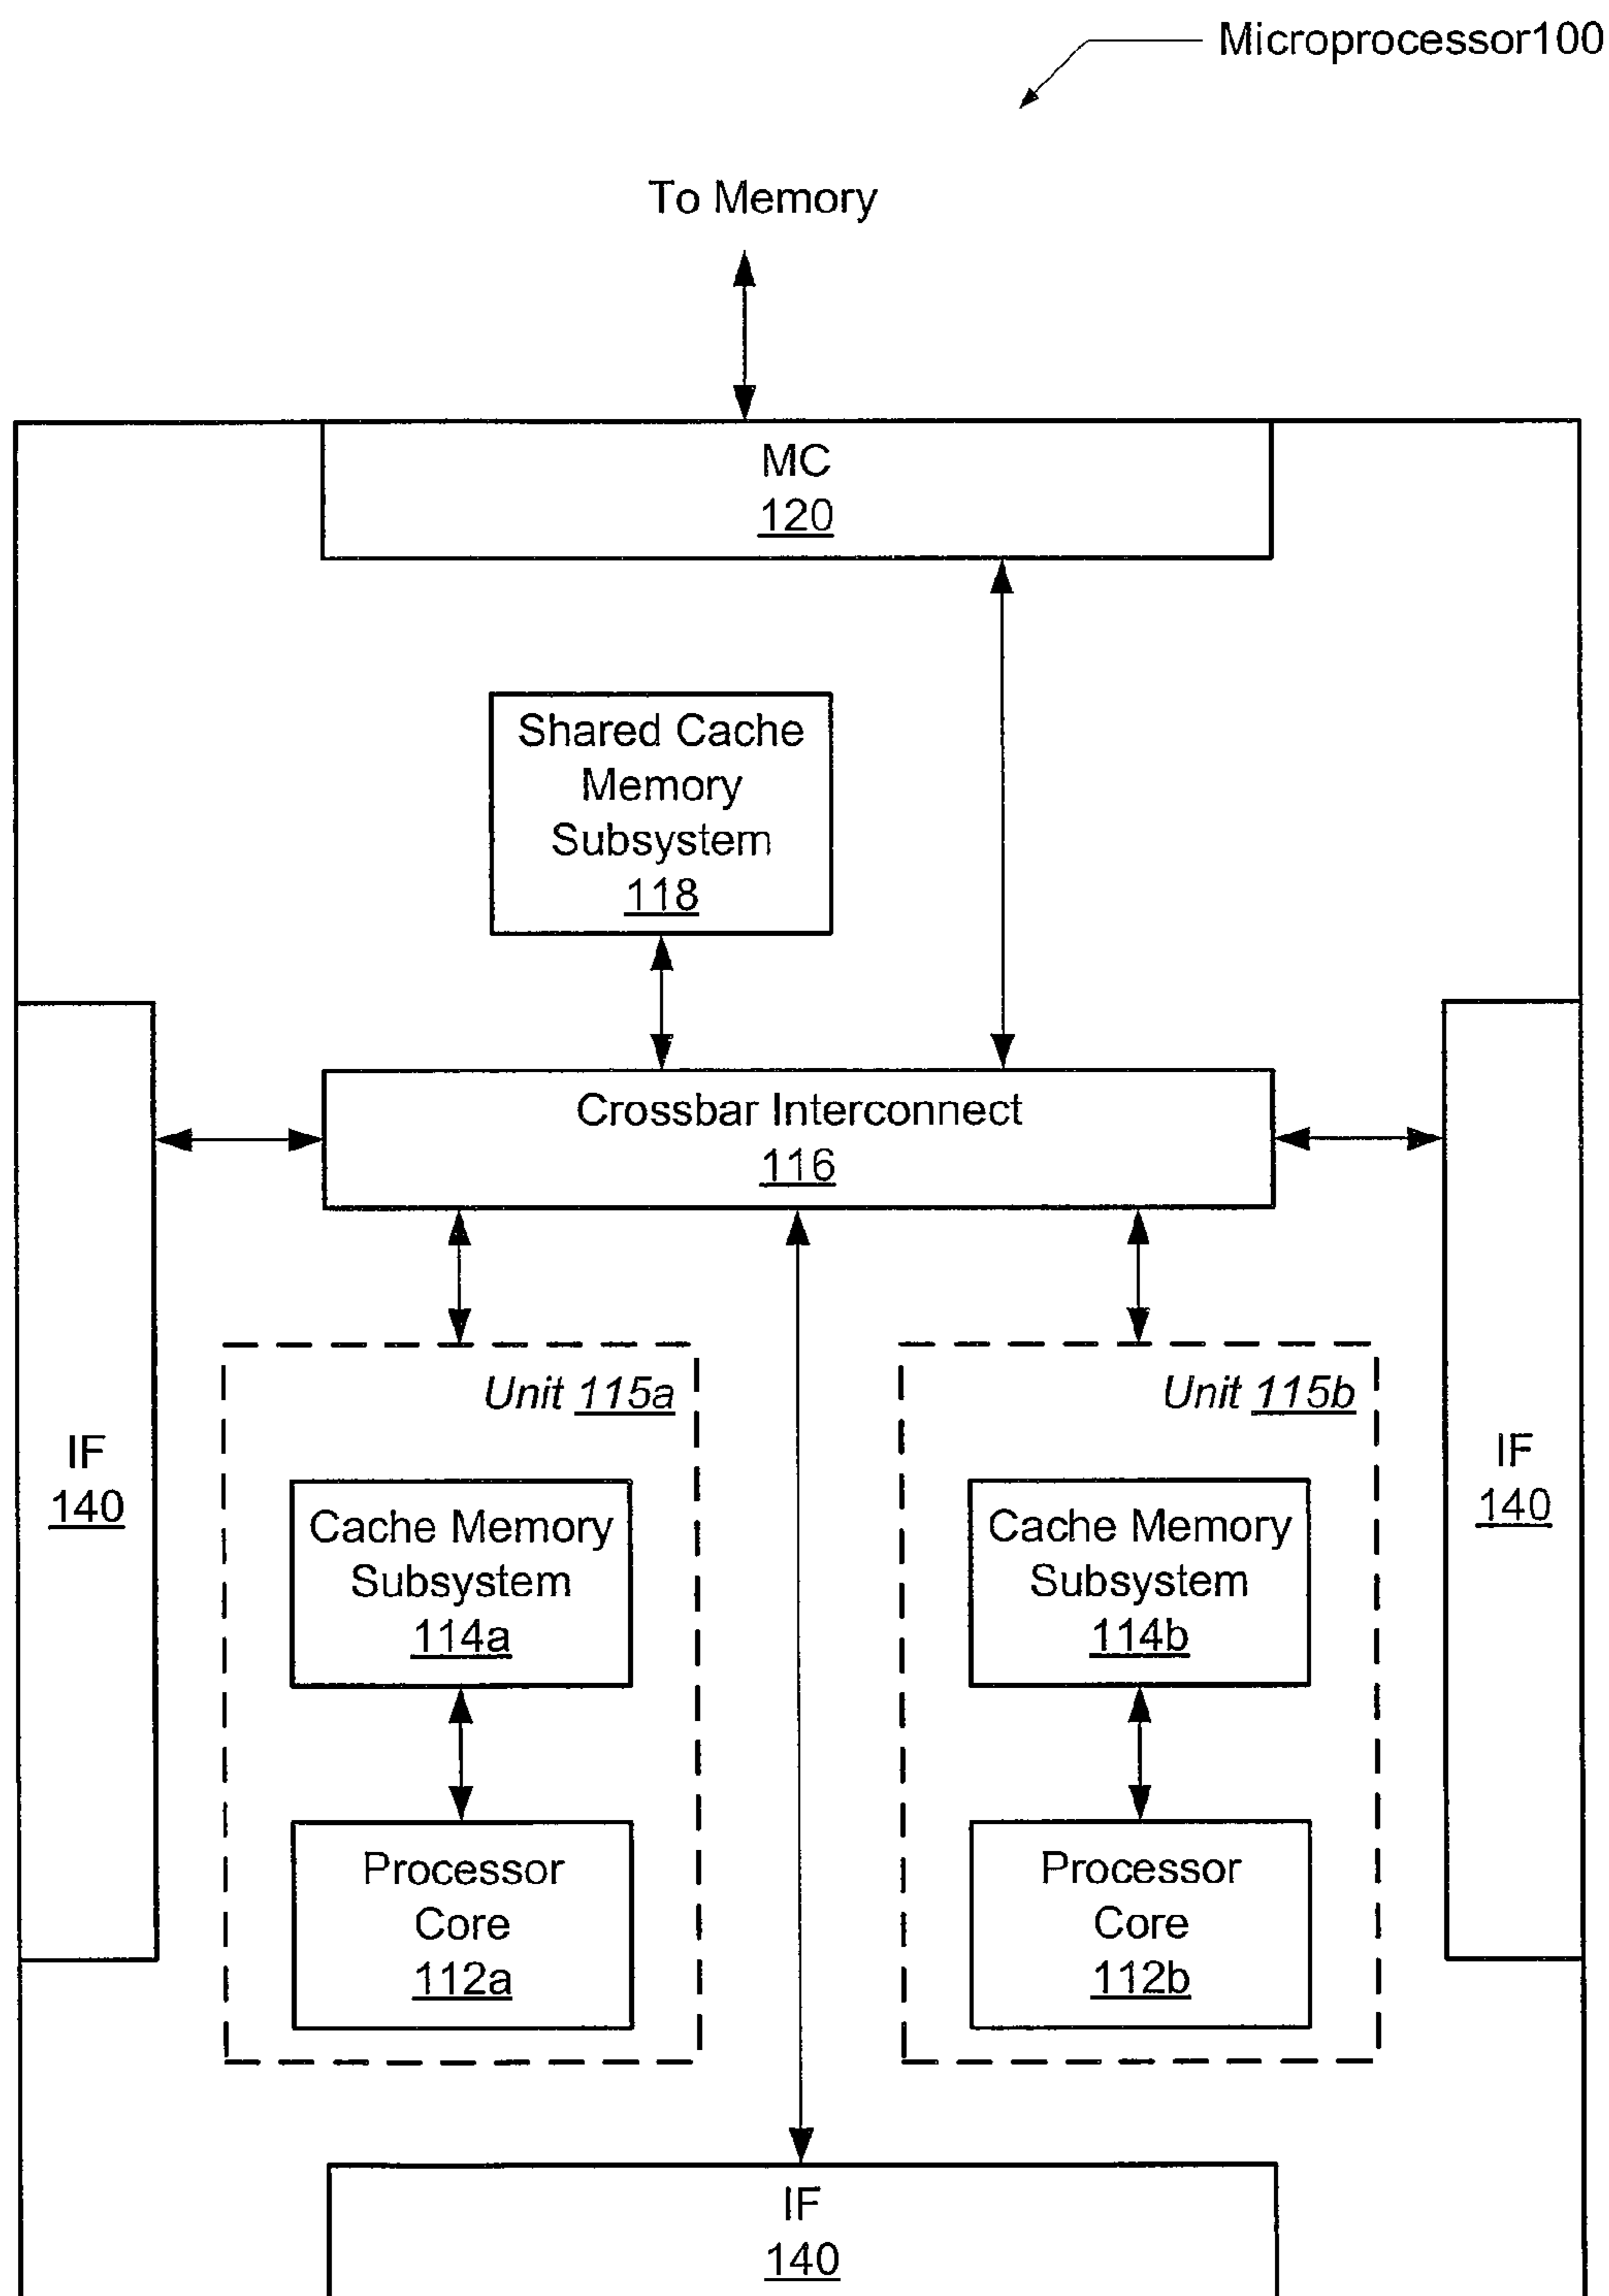 Microprocessor100
To Memory
MC
120
Shared Cache
Memory
Subsystem
118
Crossbar Interconnect
116
IF
140
Unit 115a
Cache Memory
Subsystem
114a
Processor
Core
112a
Unit 115b
Cache Memory
Subsystem
114b
Processor
Core
112b
IF
140
IF
140